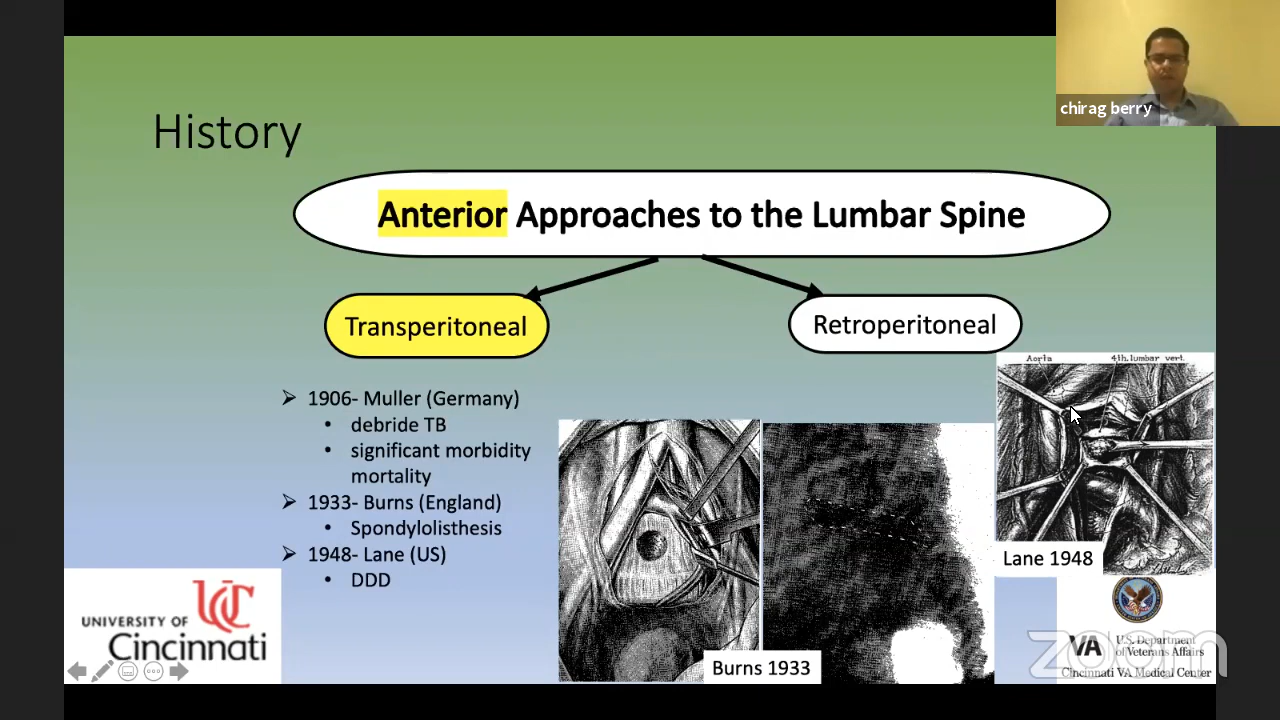 chirag berry
History
Anterior Approaches to the Lumbar Spine
Transperitoneal
Retroperitoneal
1906- Muller (Germany)
debride TB
significant morbidity
mortality
1933- Burns (England)
Spondylolisthesis
1948- Lane (US)
DDD
Aorta 4th. lumbar vert.
Lane 1948
Burns 1933
UC
UNIVERSITY OF
Cincinnati
VA
U.S. Department
of Veterans Affairs
Cincinnati VA Medical Center
zoom